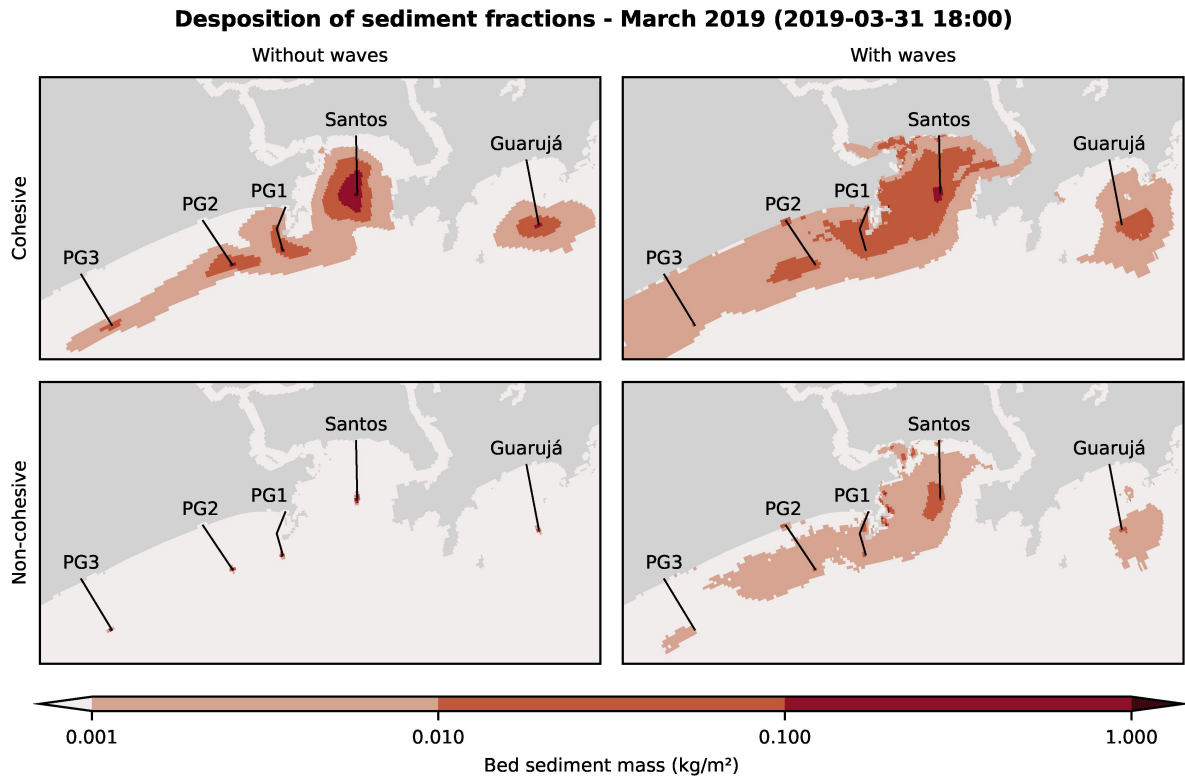 Desposition of sediment fractions - March 2019 (2019-03-31 18:00)
Without waves
With waves
Cohesive
Santos
Guarujá
PG1
PG2
PG3
Santos
Guarujá
PG1
PG2
PG3
Non-cohesive
Santos
Guarujá
PG1
PG2
PG3
Santos
Guarujá
PG1
PG2
PG3
0.001
0.010
0.100
1.000
Bed sediment mass (kg/m²)